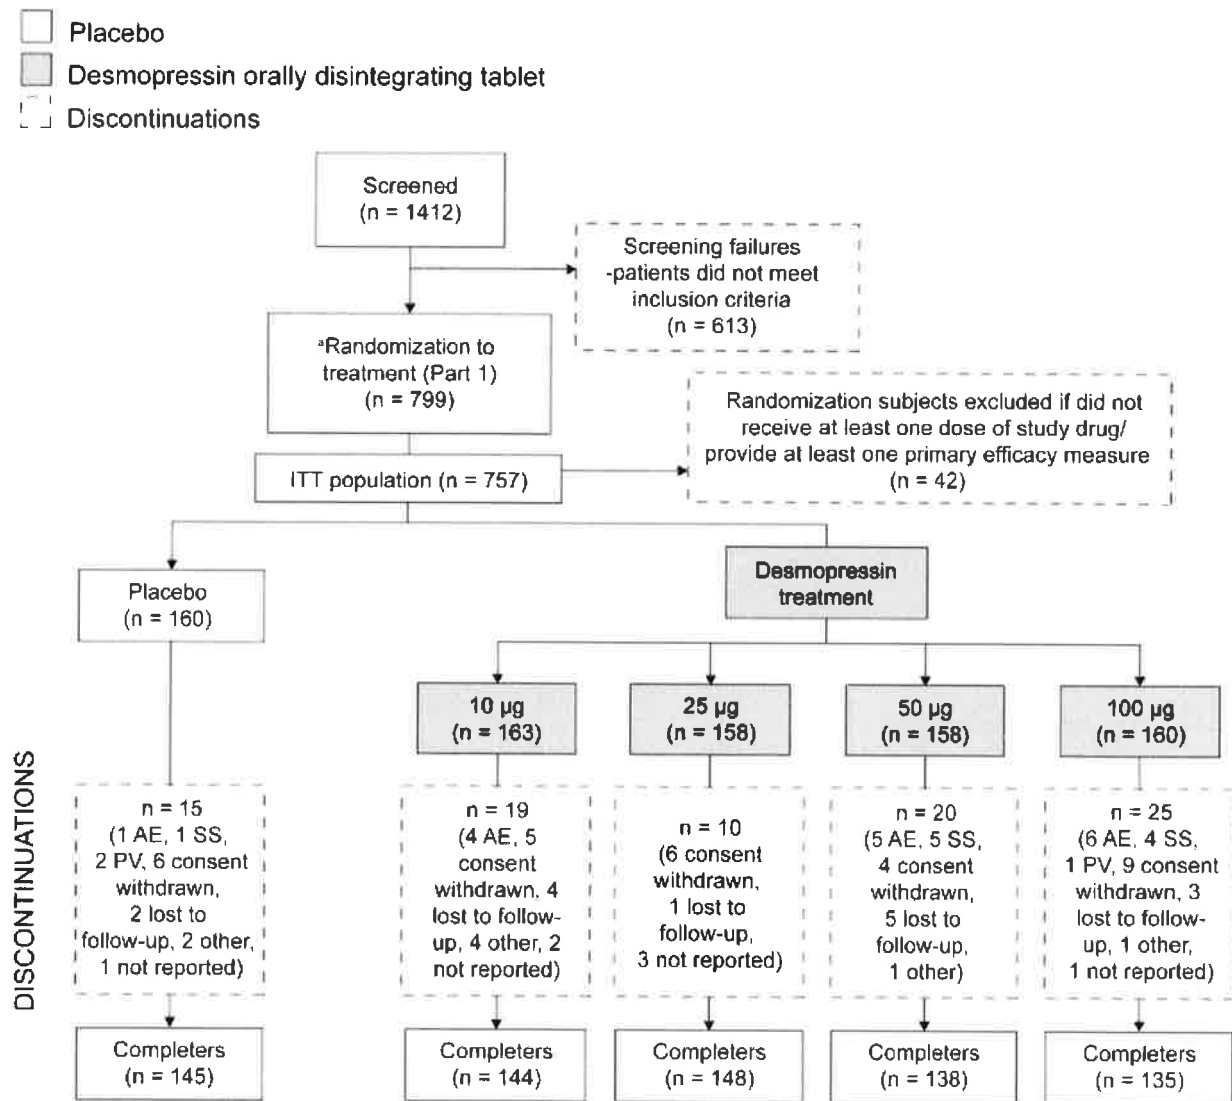 Placebo
Desmopressin orally disintegrating tablet
Discontinuations
Screened
(n = 1412)
Screening failures
-patients did not meet
inclusion criteria
(n = 613)
ᵃRandomization to
treatment (Part 1)
(n = 799)
Randomization subjects excluded if did not
receive at least one dose of study drug/
provide at least one primary efficacy measure
(n = 42)
ITT population (n = 757)
Placebo
(n = 160)
Desmopressin
treatment
10 µg
(n = 163)
25 µg
(n = 158)
50 µg
(n = 158)
100 µg
(n = 160)
DISCONTINUATIONS
n = 15
(1 AE, 1 SS,
2 PV, 6 consent
withdrawn,
2 lost to
follow-up, 2 other,
1 not reported)
n = 19
(4 AE, 5
consent
withdrawn, 4
lost to follow-
up, 4 other, 2
not reported)
n = 10
(6 consent
withdrawn,
1 lost to
follow-up,
3 not reported)
n = 20
(5 AE, 5 SS,
4 consent
withdrawn,
5 lost to
follow-up,
1 other)
n = 25
(6 AE, 4 SS,
1 PV, 9 consent
withdrawn, 3
lost to follow-
up, 1 other,
1 not reported)
Completers
(n = 145)
Completers
(n = 144)
Completers
(n = 148)
Completers
(n = 138)
Completers
(n = 135)